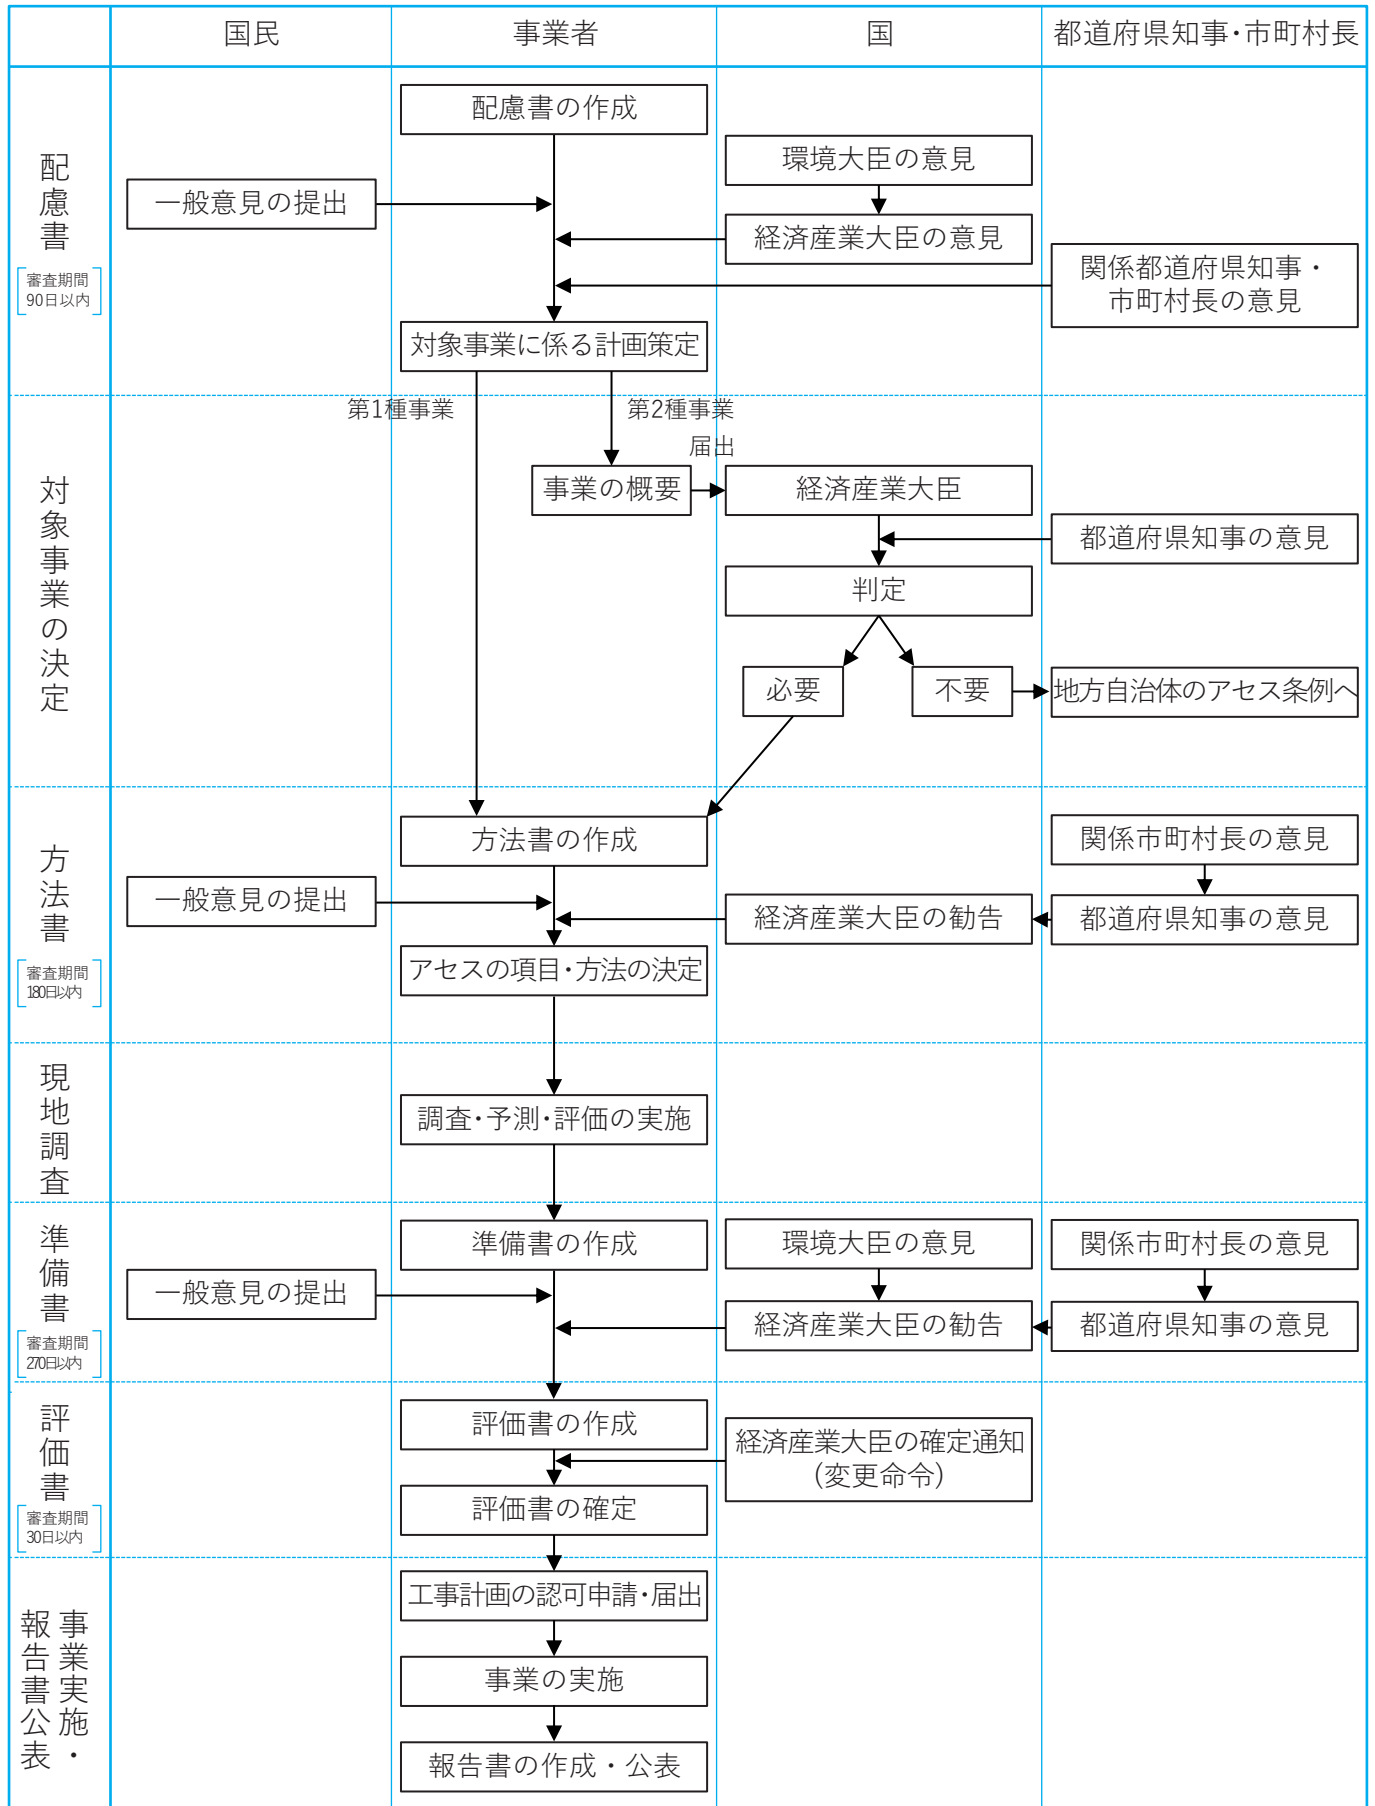 国民
事業者
国
都道府県知事・市町村長
配慮書
審査期間
90日以内
配慮書の作成
環境大臣の意見
一般意見の提出
経済産業大臣の意見
関係都道府県知事・
市町村長の意見
対象事業に係る計画策定
対象事業の決定
第1種事業
第2種事業
届出
事業の概要
経済産業大臣
都道府県知事の意見
判定
必要
不要
地方自治体のアセス条例へ
方法書
審査期間
180日以内
方法書の作成
関係市町村長の意見
一般意見の提出
経済産業大臣の勧告
都道府県知事の意見
アセスの項目・方法の決定
現地調査
調査・予測・評価の実施
準備書
審査期間
270日以内
準備書の作成
環境大臣の意見
関係市町村長の意見
一般意見の提出
経済産業大臣の勧告
都道府県知事の意見
評価書
審査期間
30日以内
評価書の作成
経済産業大臣の確定通知
(変更命令)
評価書の確定
事業実施・
報告書公表
工事計画の認可申請・届出
事業の実施
報告書の作成・公表